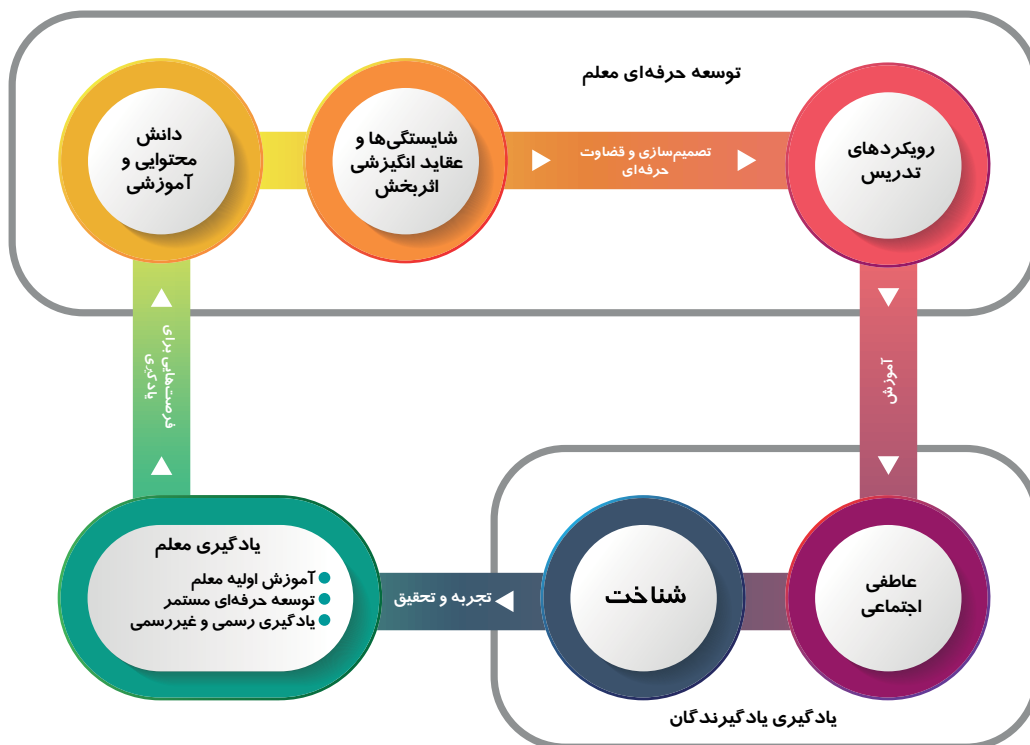 توسعه حرفه‌ای معلم
رویکردهای
تدریس
تصمیم‌سازی و قضاوت
حرفه‌ای
شایستگی‌ها و
عقاید انگیزشی
اثربخش
دانش
محتوایی و
آموزشی
آموزش
فرصت‌هایی برای
یادگیری
عاطفی
اجتماعی
شناخت
تجربه و تحقیق
یادگیری معلم
آموزش اولیه معلم
توسعه حرفه‌ای مستمر
یادگیری رسمی و غیررسمی
یادگیری یادگیرندگان